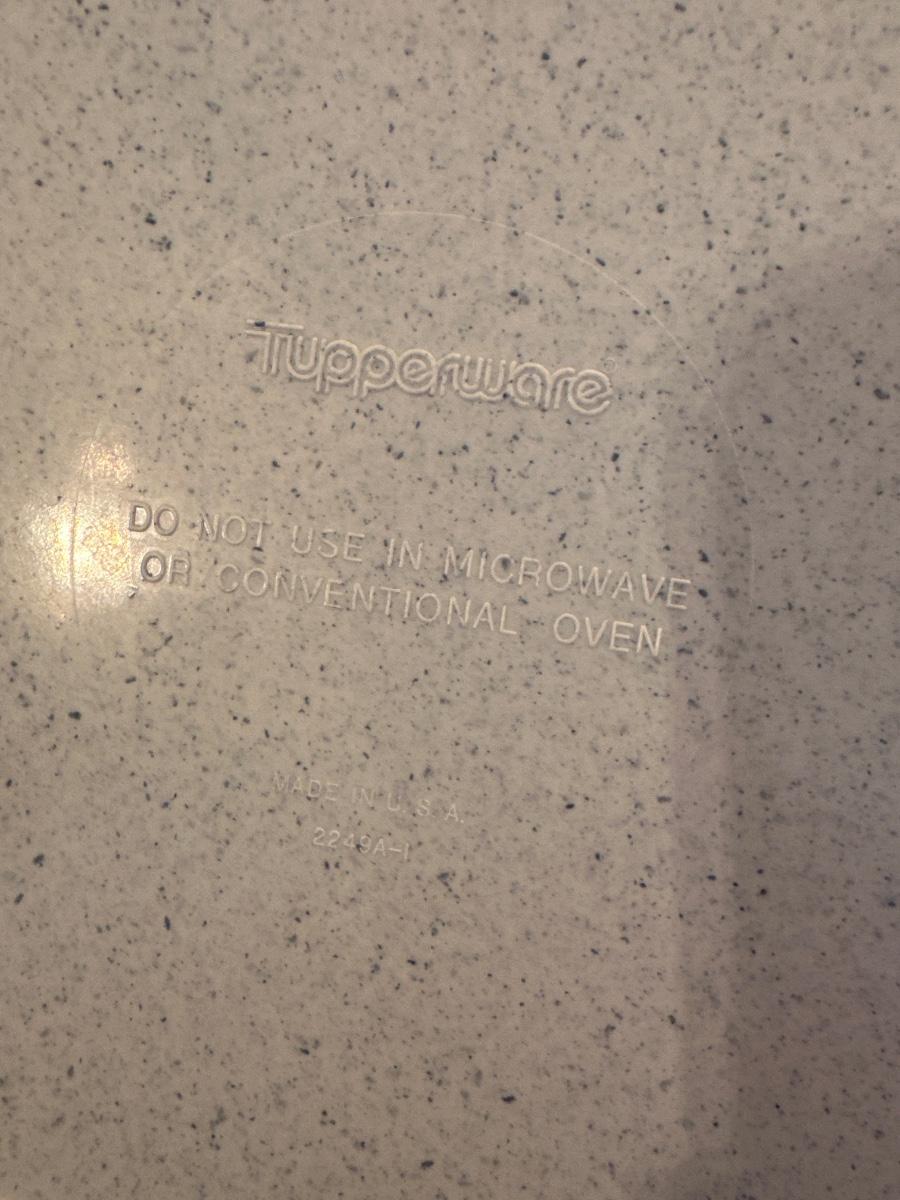 Tupperware®
DO NOT USE IN MICROWAVE
OR CONVENTIONAL OVEN
MADE IN U. S. A.
2249A-1